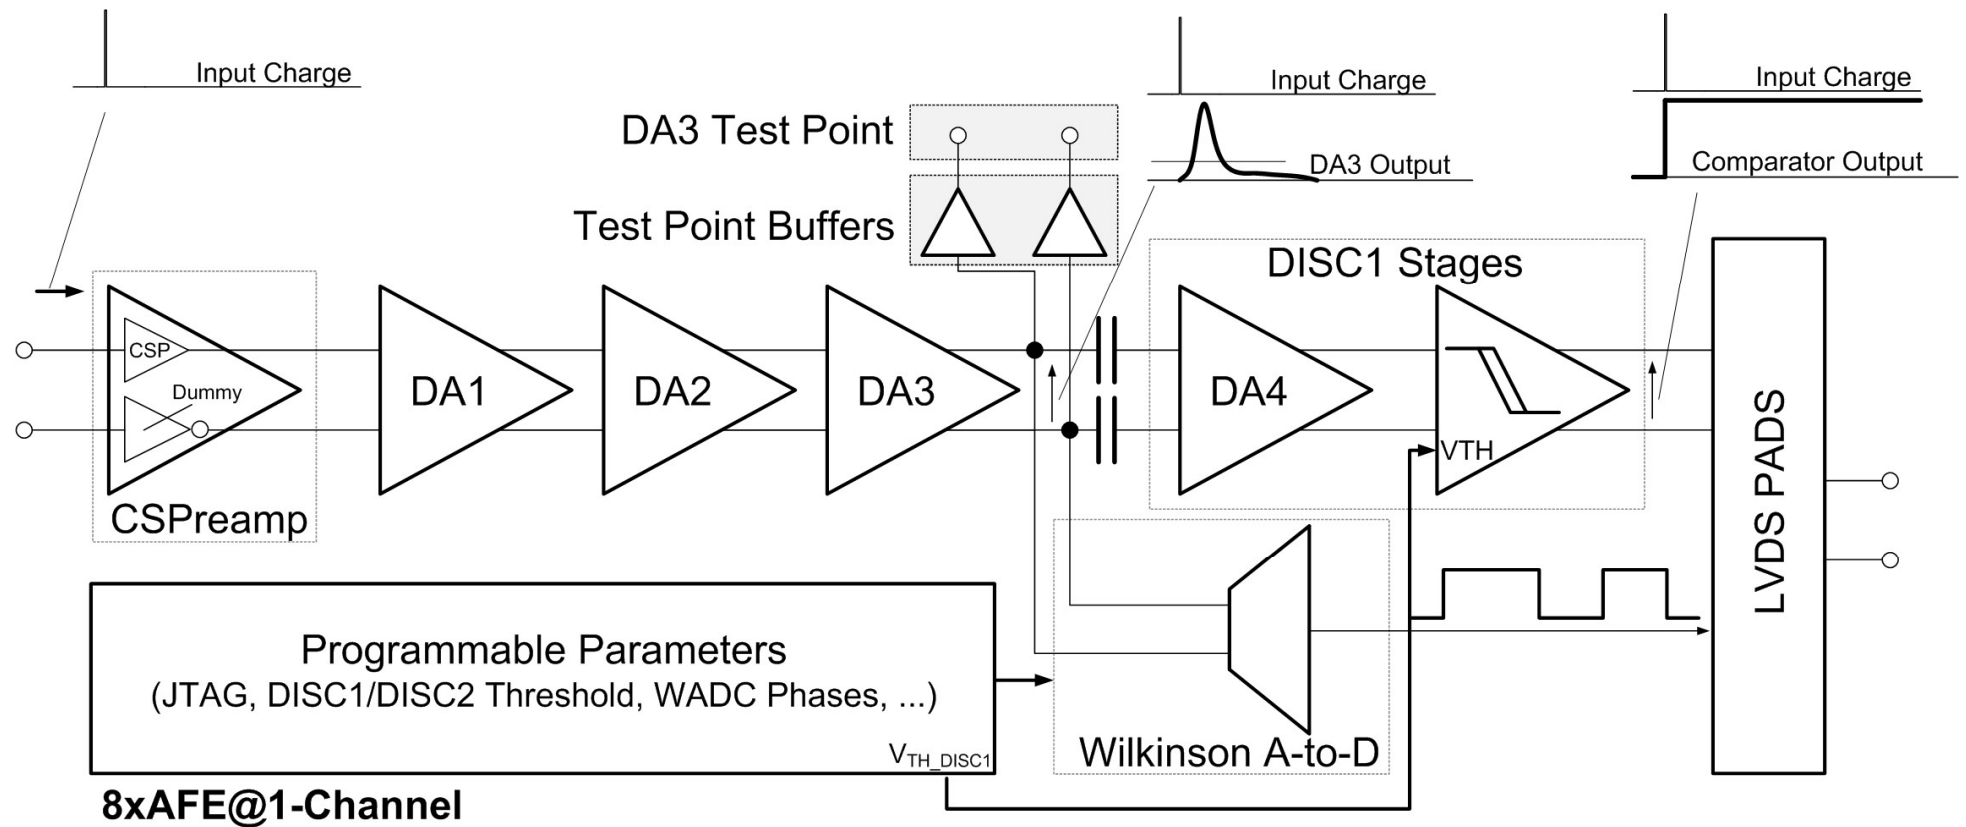 Input Charge
Input Charge
Input Charge
DA3 Test Point
DA3 Output
Comparator Output
Test Point Buffers
DISC1 Stages
CSP
Dummy
DA1
DA2
DA3
DA4
VTH
CSPreamp
LVDS PADS
Programmable Parameters
(JTAG, DISC1/DISC2 Threshold, WADC Phases, ...)
VTH_DISC1
Wilkinson A-to-D
8xAFE@1-Channel